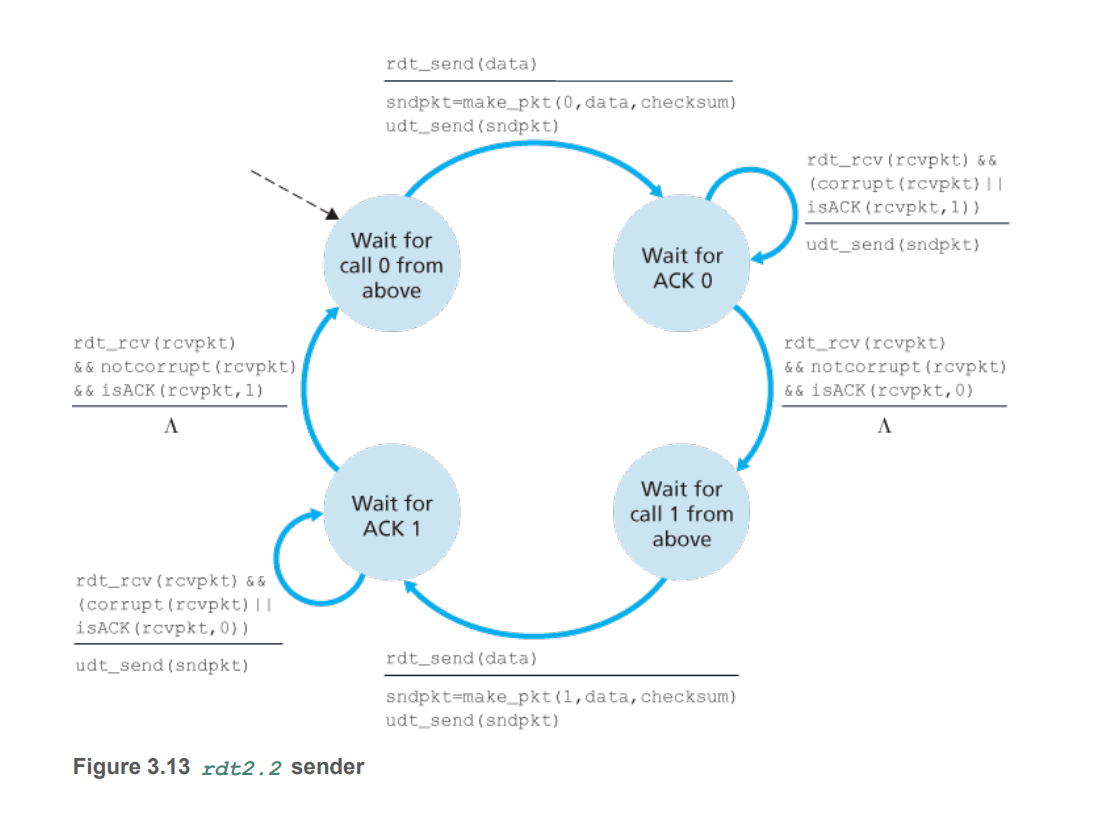 rdt_send(data)
sndpkt=make_pkt(0,data,checksum)
udt_send(sndpkt)
rdt_rcv(rcvpkt) &&
(corrupt(rcvpkt)||
isACK(rcvpkt,1))
udt_send(sndpkt)
Wait for
call 0 from
above
Wait for
ACK 0
rdt_rcv(rcvpkt)
&& notcorrupt(rcvpkt)
&& isACK(rcvpkt,1)
Λ
rdt_rcv(rcvpkt)
&& notcorrupt(rcvpkt)
&& isACK(rcvpkt,0)
Λ
Wait for
ACK 1
Wait for
call 1 from
above
rdt_rcv(rcvpkt) &&
(corrupt(rcvpkt)||
isACK(rcvpkt,0))
udt_send(sndpkt)
rdt_send(data)
sndpkt=make_pkt(1,data,checksum)
udt_send(sndpkt)
Figure 3.13 rdt2.2 sender